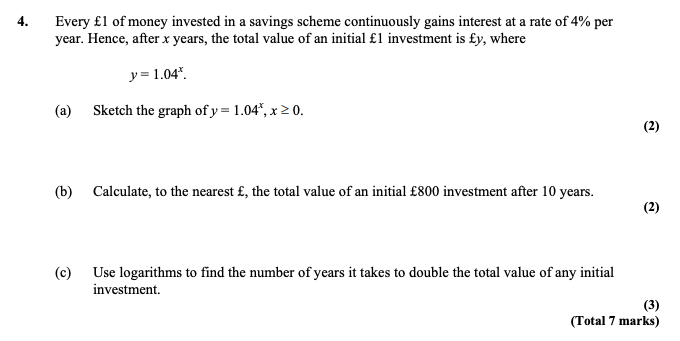 4. Every £1 of money invested in a savings scheme continuously gains interest at a rate of 4% per
year. Hence, after x years, the total value of an initial £1 investment is £y, where
y = 1.04ˣ.
(a) Sketch the graph of y = 1.04ˣ, x ≥ 0.
(2)
(b) Calculate, to the nearest £, the total value of an initial £800 investment after 10 years.
(2)
(c) Use logarithms to find the number of years it takes to double the total value of any initial
investment.
(3)
(Total 7 marks)